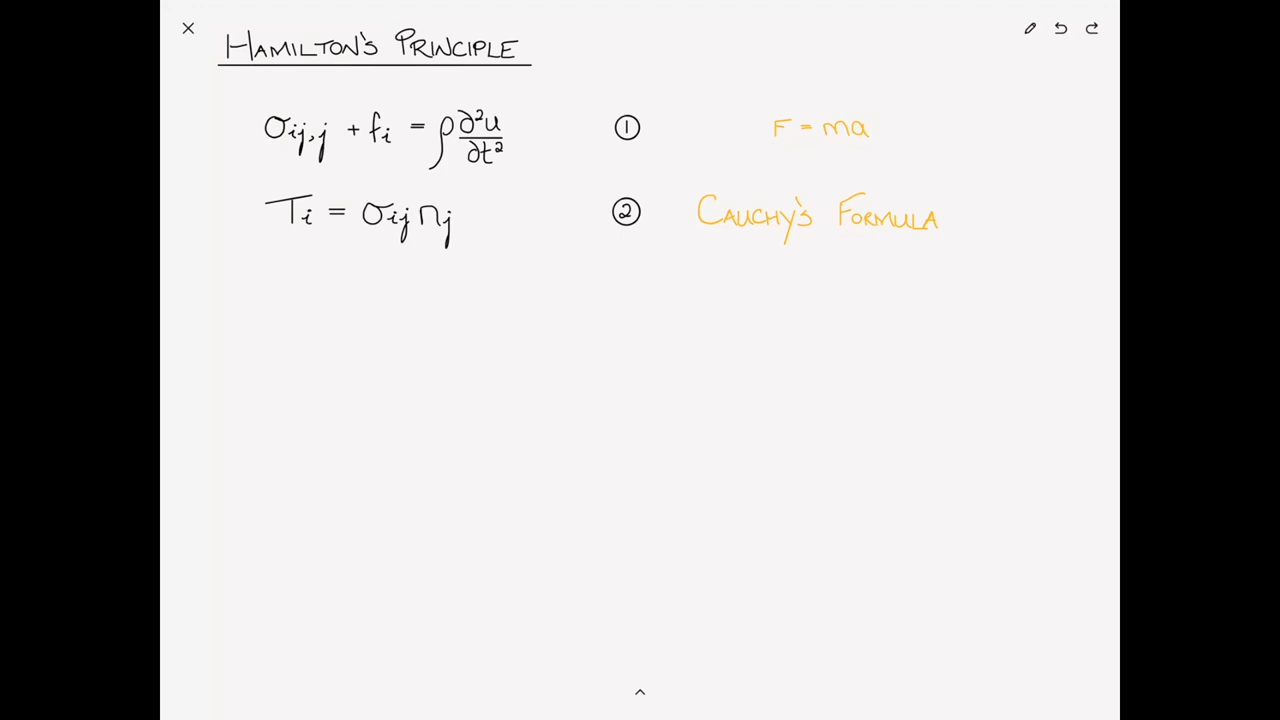 HAMILTON'S PRINCIPLE
σij,j + fi = ρ ∂²u/∂t² ① F = ma
Ti = σij nj ② CAUCHY'S FORMULA